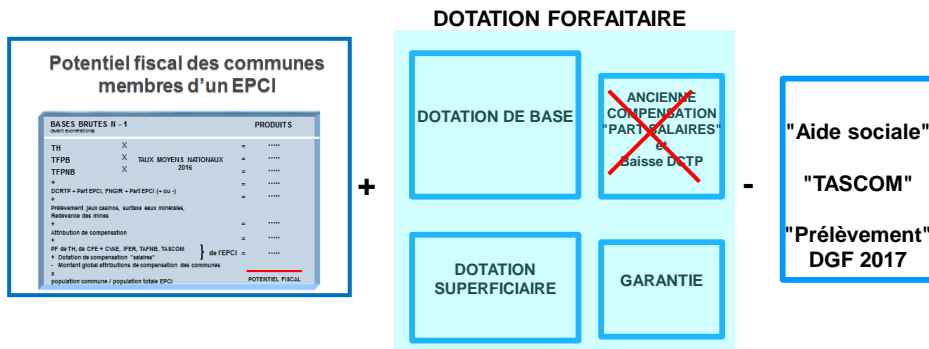 DOTATION FORFAITAIRE
Potentiel fiscal des communes
membres d'un EPCI
BASES BRUTES N - 1
(avant exonérations)
PRODUITS
TH X = .....
TFPB X TAUX MOYENS NATIONAUX = .....
TFPNB X 2016 = .....
+ = .....
DCRTP + Part EPCI, FNGIR + Part EPCI (+ ou -) = .....
+
Prélèvement jeux casinos, surtaxe eaux minérales,
Redevance des mines
+ = .....
Attribution de compensation = .....
+
PF de TH, de CFE + CVAE, IFER, TAFNB, TASCOM } de l'EPCI = .....
+ Dotation de compensation "salaires"
- Montant global attributions de compensation des communes
X
population commune / population totale EPCI
POTENTIEL FISCAL
+
DOTATION DE BASE
ANCIENNE
COMPENSATION
"PART SALAIRES"
et
Baisse DCTP
DOTATION
SUPERFICIAIRE
GARANTIE
-
"Aide sociale"
"TASCOM"
"Prélèvement"
DGF 2017